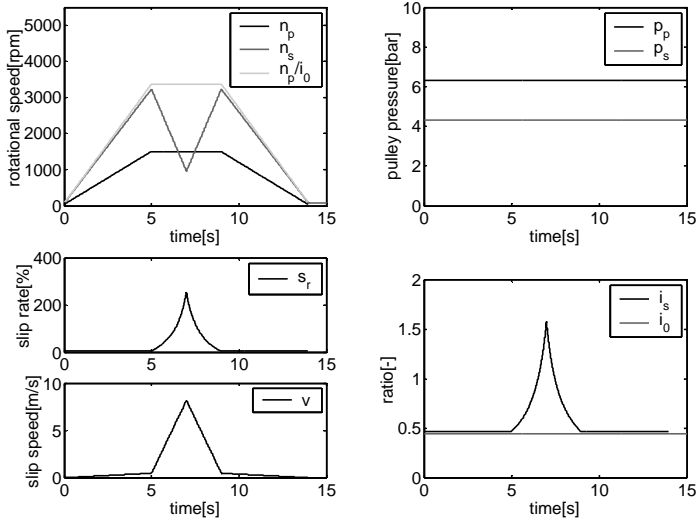 5000
4000
3000
2000
1000
0
rotational speed[rpm]
n_p
n_s
n_p/i_0
0 5 10 15
time[s]
10
8
6
4
2
0
pulley pressure[bar]
p_p
p_s
0 5 10 15
time[s]
400
200
0
slip rate[%]
s_r
0 5 10 15
10
5
0
slip speed[m/s]
v
0 5 10 15
time[s]
2
1.5
1
0.5
0
ratio[-]
i_s
i_0
0 5 10 15
time[s]